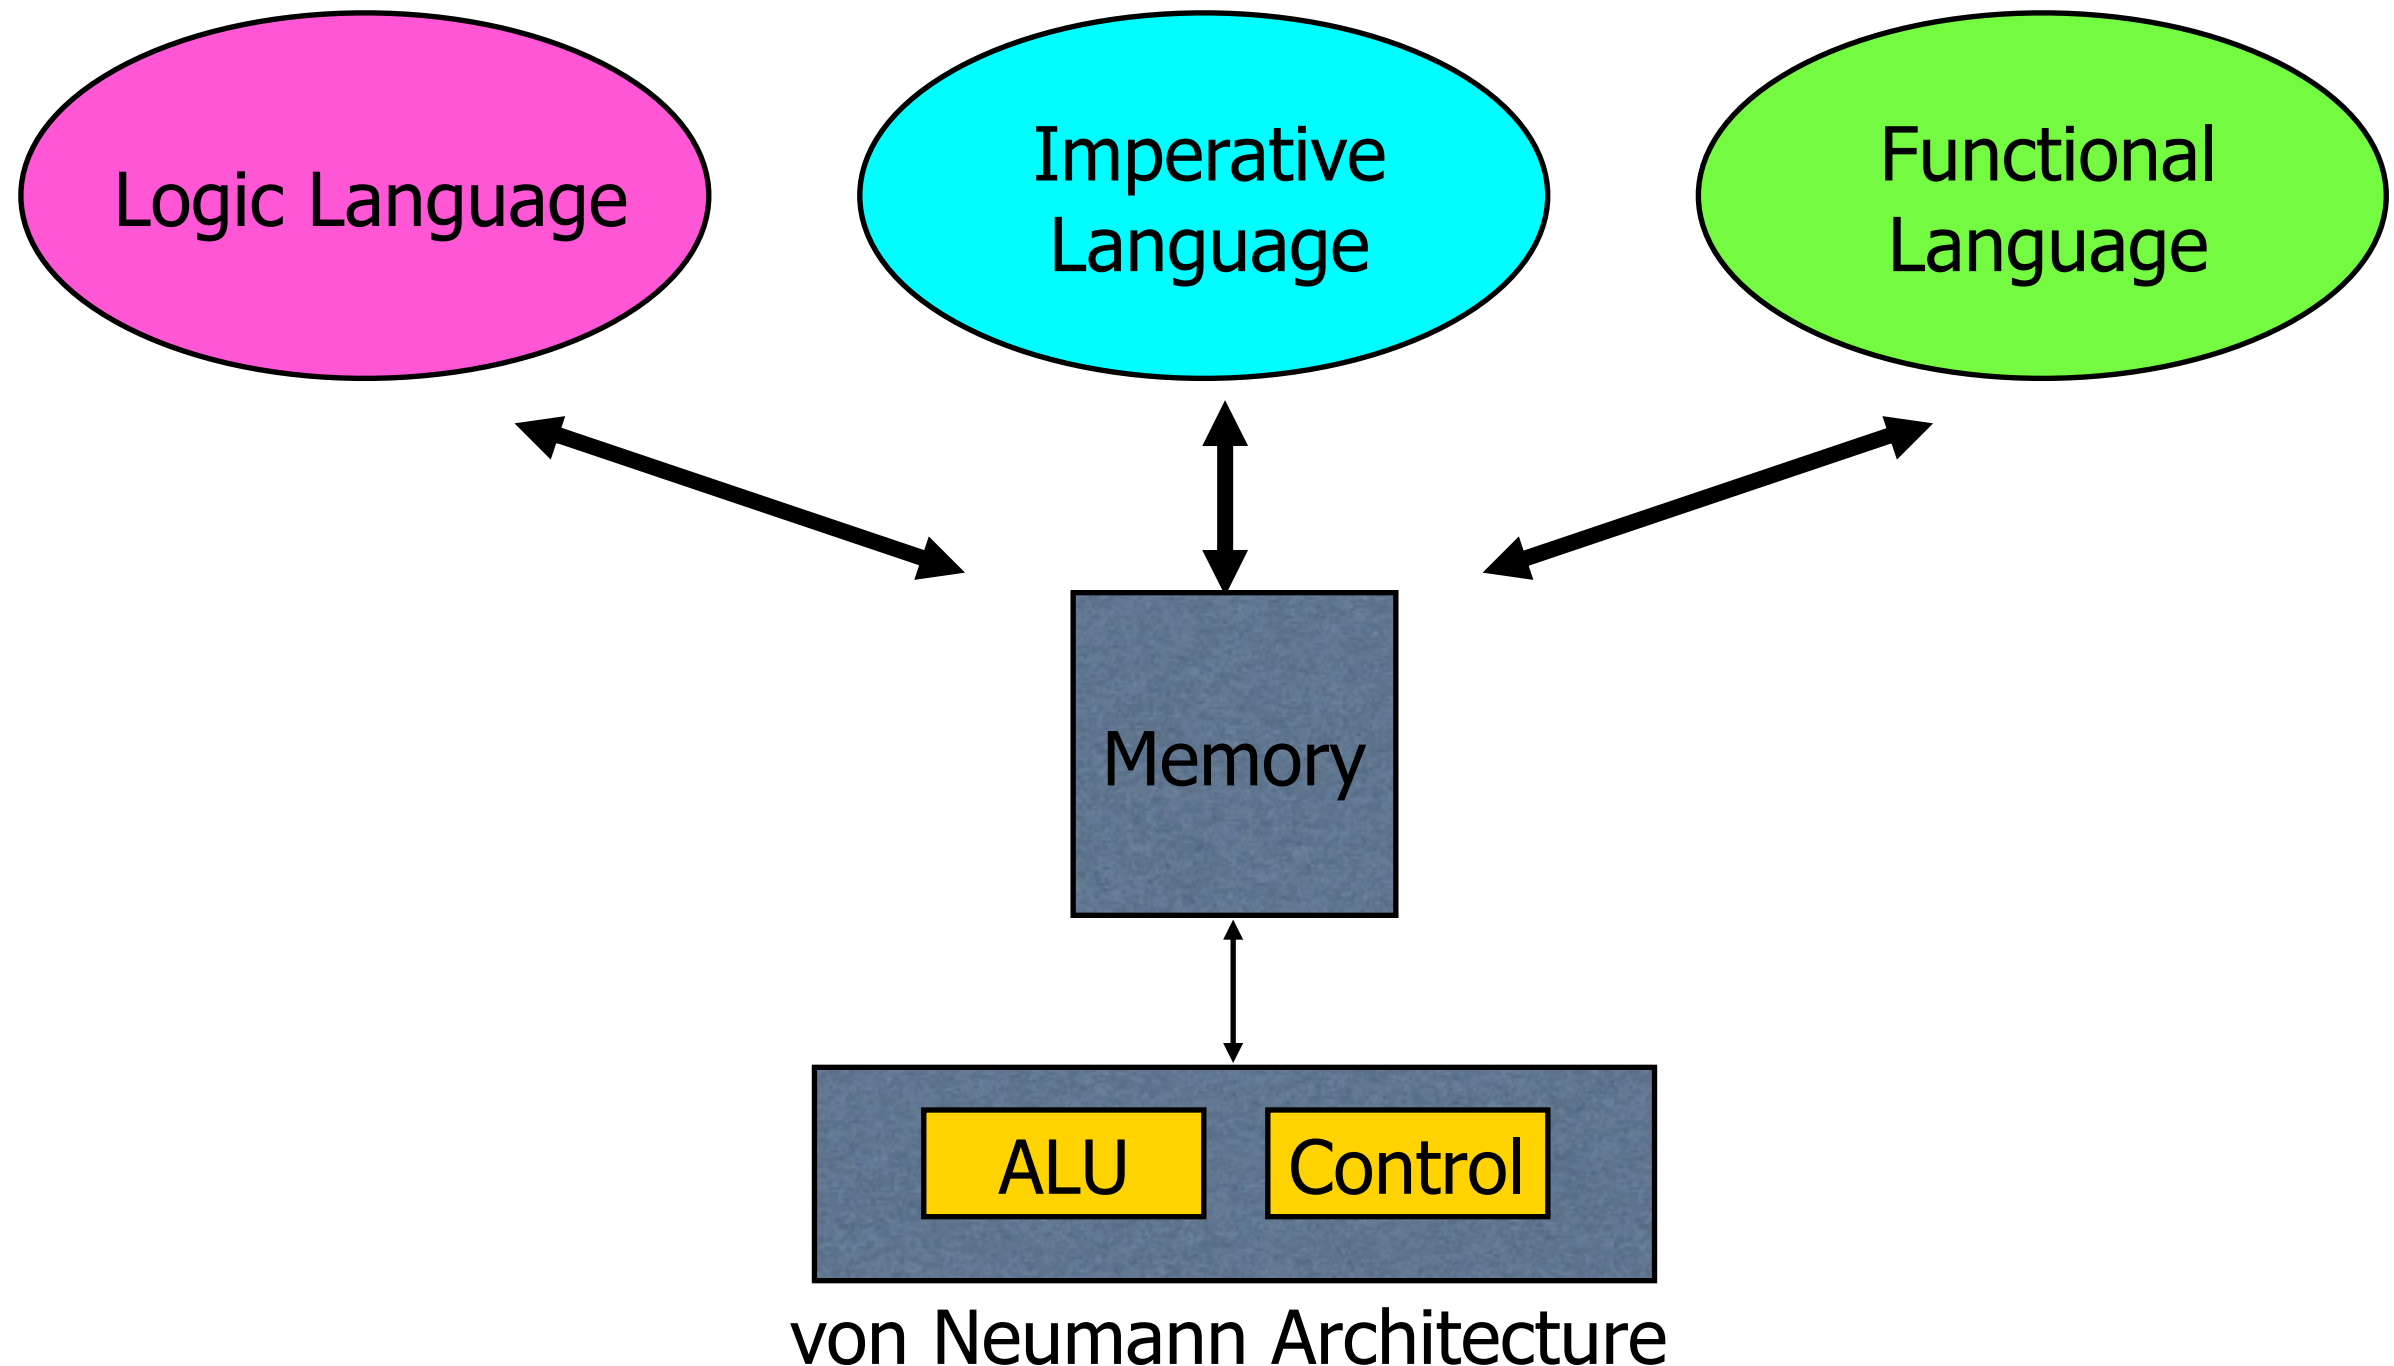 Logic Language
Imperative
Language
Functional
Language
Memory
ALU
Control
von Neumann Architecture